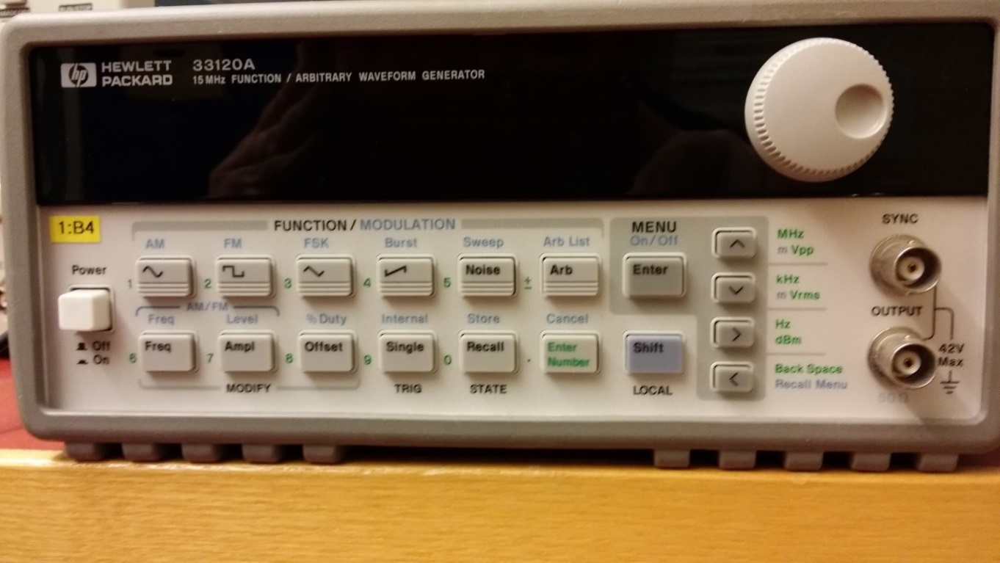 hp HEWLETT PACKARD 33120A
15 MHz FUNCTION / ARBITRARY WAVEFORM GENERATOR
1:B4
Power
Off
On
FUNCTION / MODULATION
AM FM FSK Burst Sweep Arb List
1 2 3 4 5 Noise ± Arb
AM/FM
Freq Level % Duty Internal Store Cancel
6 Freq 7 Ampl 8 Offset 9 Single 0 Recall . Enter Number
MODIFY TRIG STATE
MENU
On/Off
Enter
Shift
LOCAL
MHz
m Vpp
kHz
m Vrms
Hz
dBm
Back Space
Recall Menu
SYNC
OUTPUT
42V
Max
50Ω